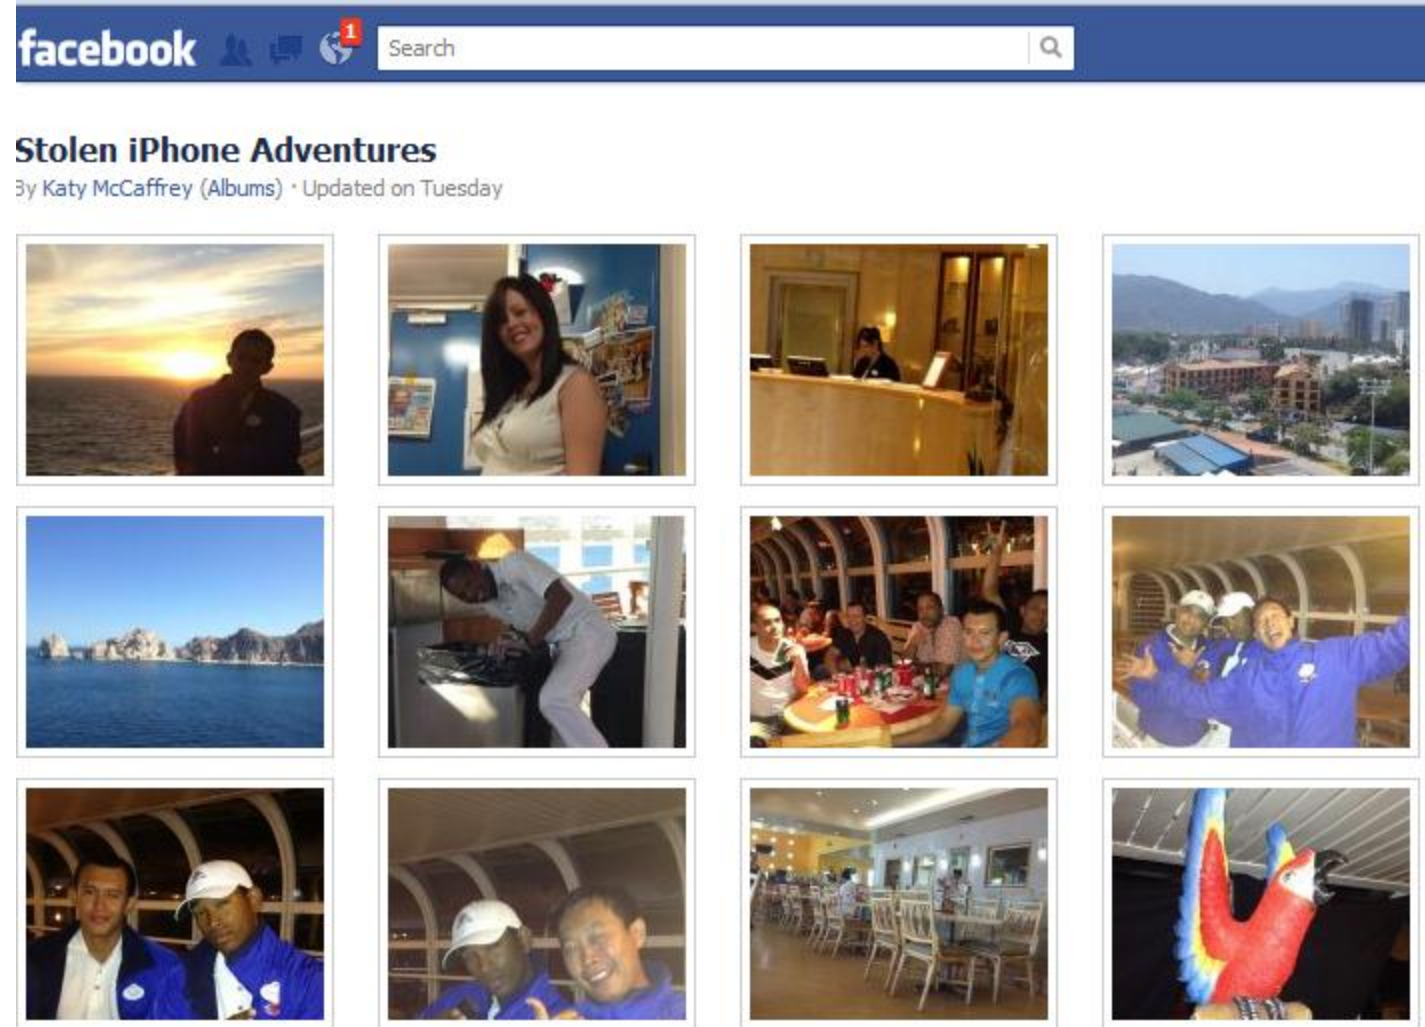 facebook
1
Search
Stolen iPhone Adventures
By Katy McCaffrey (Albums) · Updated on Tuesday